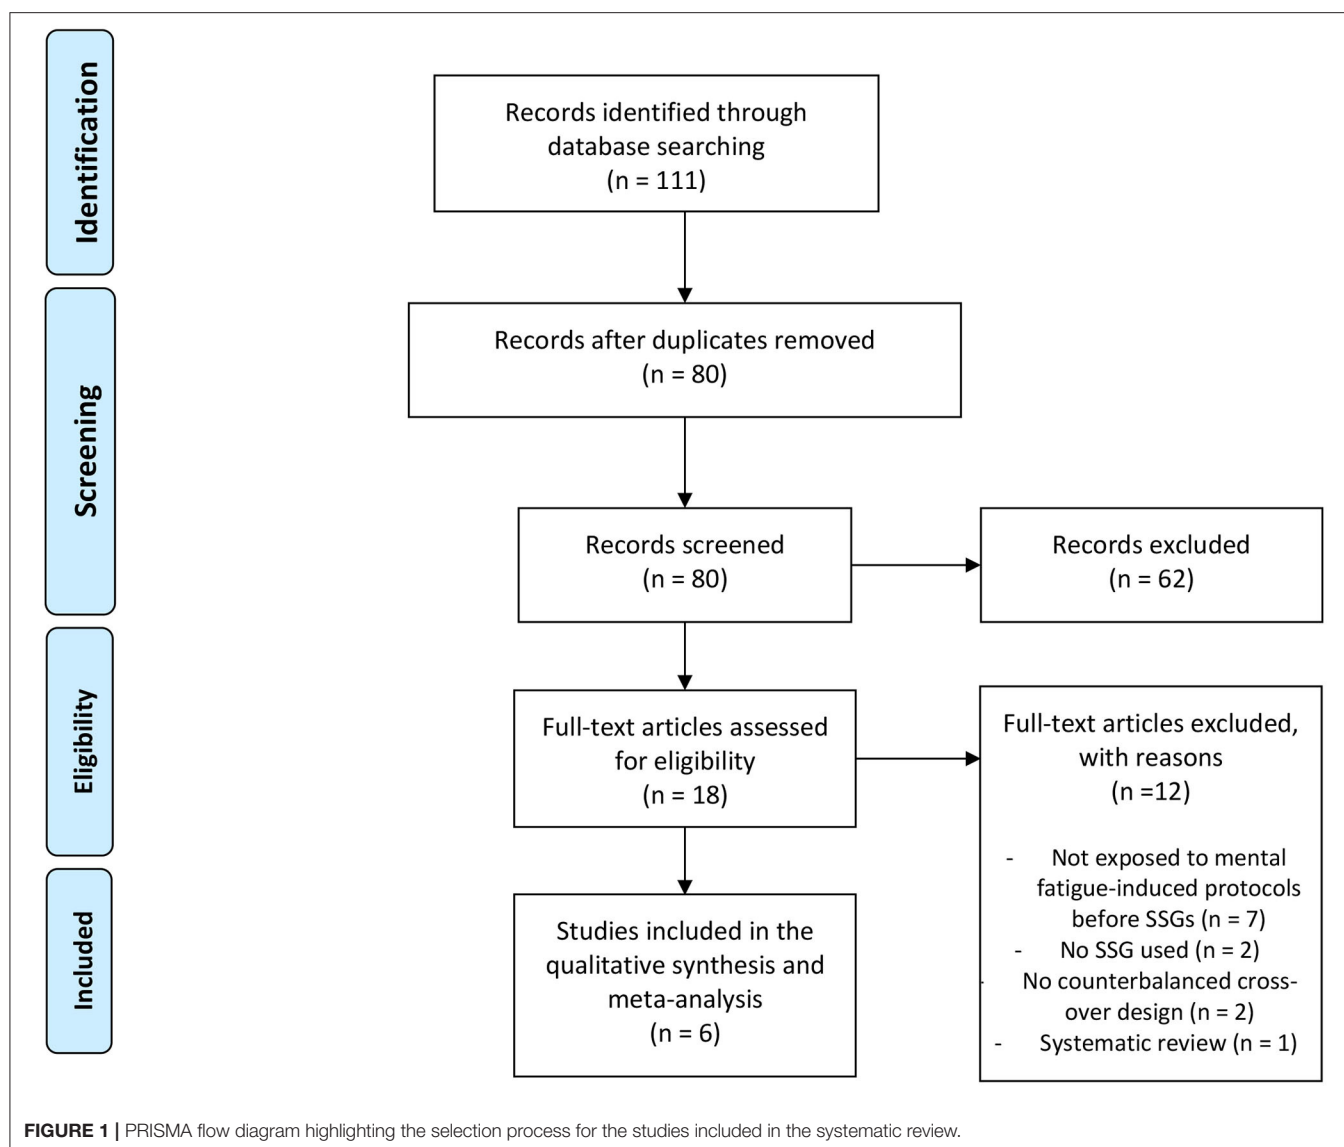 Identification
Records identified through
database searching
(n = 111)
Screening
Records after duplicates removed
(n = 80)
Records screened
(n = 80)
Records excluded
(n = 62)
Eligibility
Full-text articles assessed
for eligibility
(n = 18)
Full-text articles excluded,
with reasons
(n =12)
- Not exposed to mental
fatigue-induced protocols
before SSGs (n = 7)
- No SSG used (n = 2)
- No counterbalanced cross-
over design (n = 2)
- Systematic review (n = 1)
Included
Studies included in the
qualitative synthesis and
meta-analysis
(n = 6)
FIGURE 1 | PRISMA flow diagram highlighting the selection process for the studies included in the systematic review.